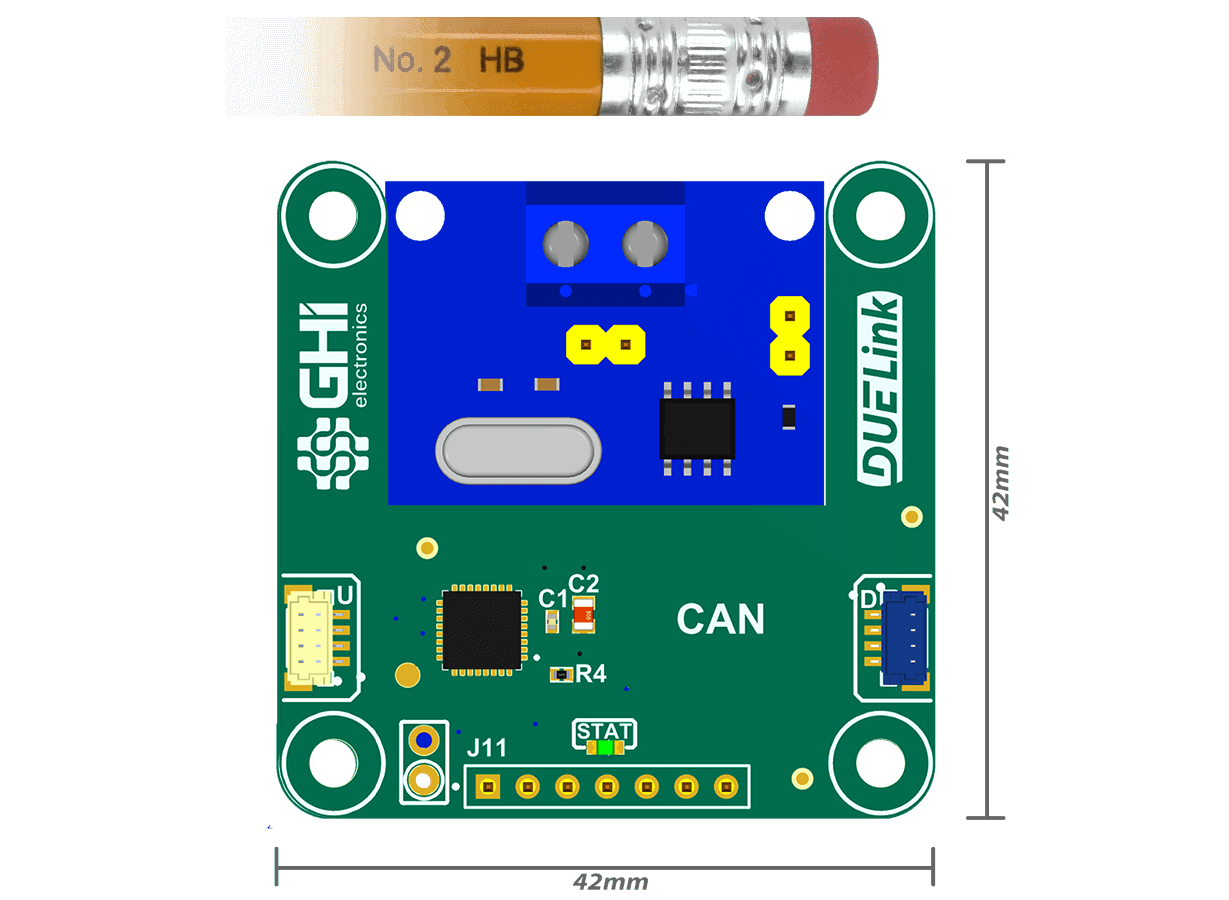 No. 2 HB
GHI
electronics
DUELink
42mm
U
C1
C2
CAN
D
R4
STAT
J11
42mm